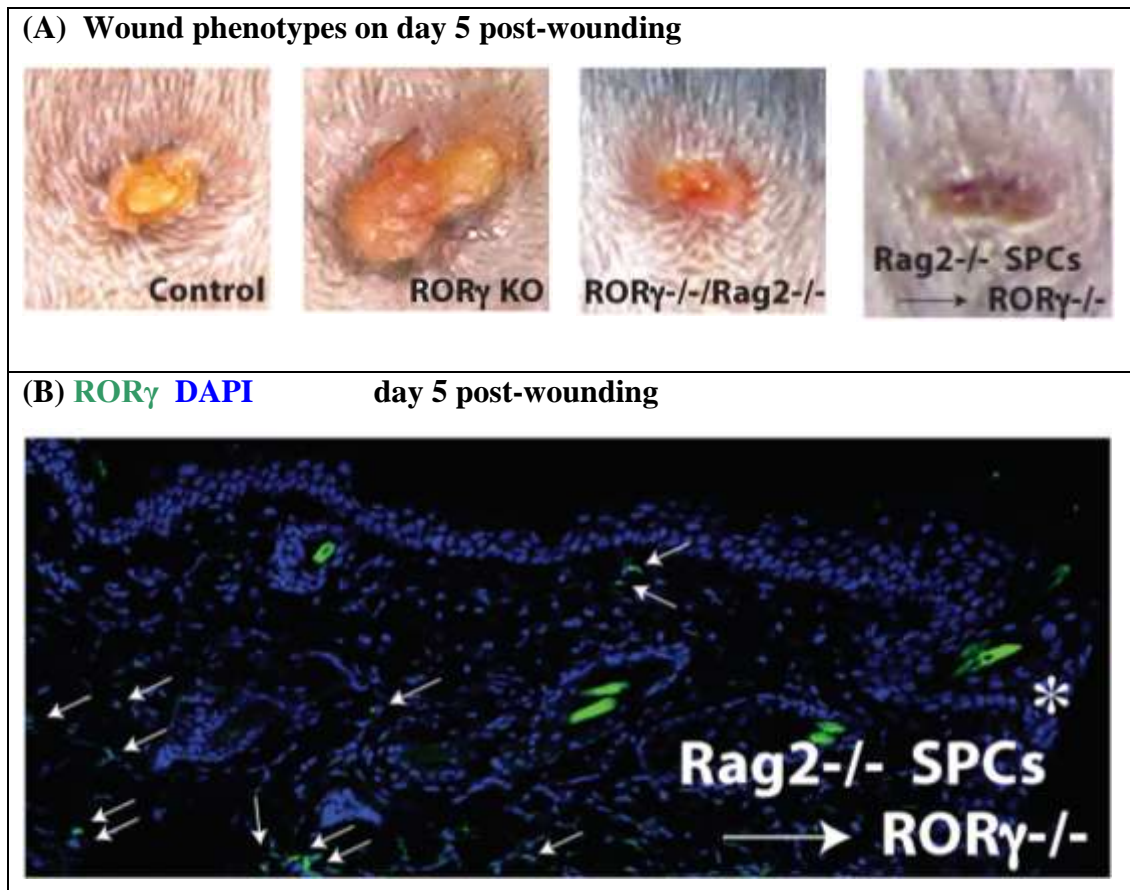 (A) Wound phenotypes on day 5 post-wounding
Control
RORγ KO
RORγ-/-/Rag2-/-
Rag2-/- SPCs
→ RORγ-/-
(B) RORγ DAPI day 5 post-wounding
*
Rag2-/- SPCs
→ RORγ-/-